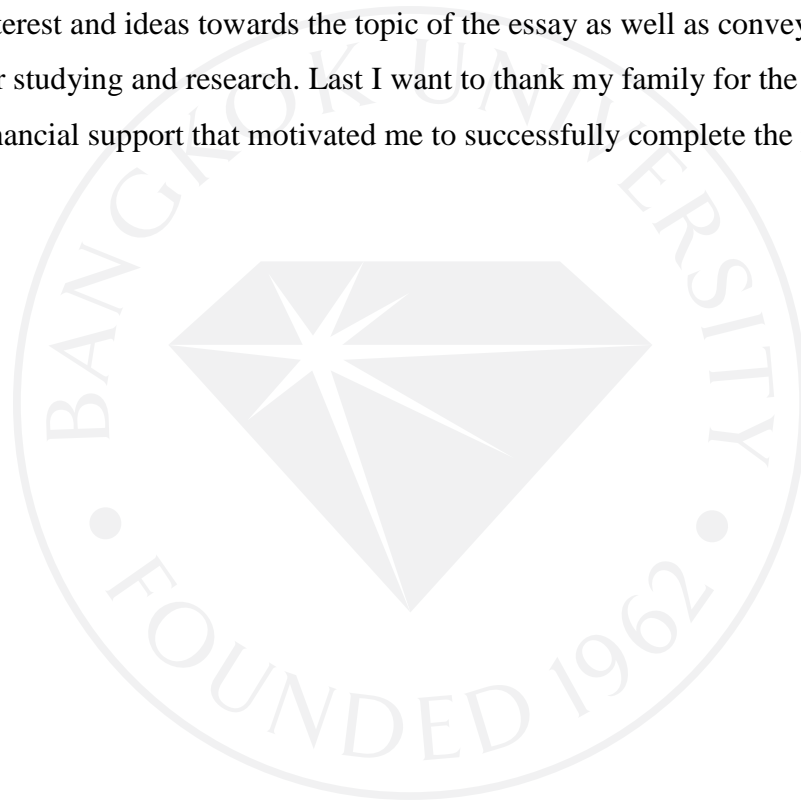 terest and ideas towards the topic of the essay as well as convey
r studying and research. Last I want to thank my family for the
nancial support that motivated me to successfully complete the
BANGKOK UNIVERSITY
• FOUNDED 1962 •